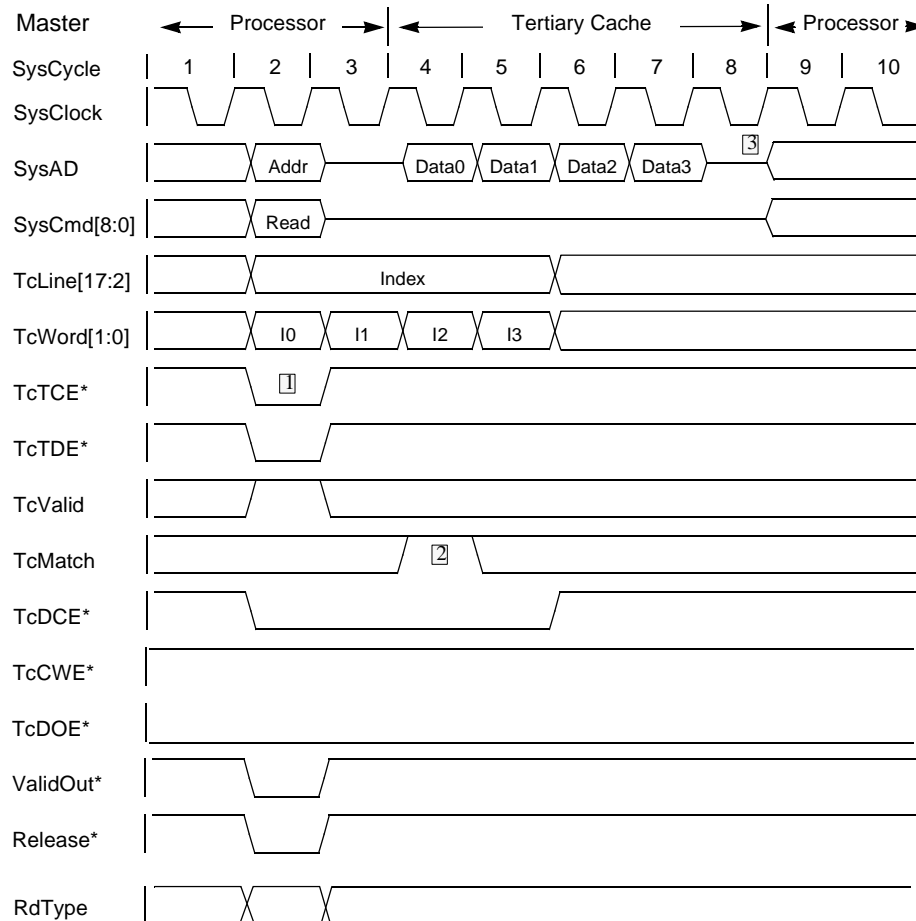 Master Processor Tertiary Cache Processor
SysCycle 1 2 3 4 5 6 7 8 9 10
SysClock
3
SysAD Addr Data0 Data1 Data2 Data3
SysCmd[8:0] Read
TcLine[17:2] Index
TcWord[1:0] I0 I1 I2 I3
TcTCE* 1
TcTDE*
TcValid
TcMatch 2
TcDCE*
TcCWE*
TcDOE*
ValidOut*
Release*
RdType